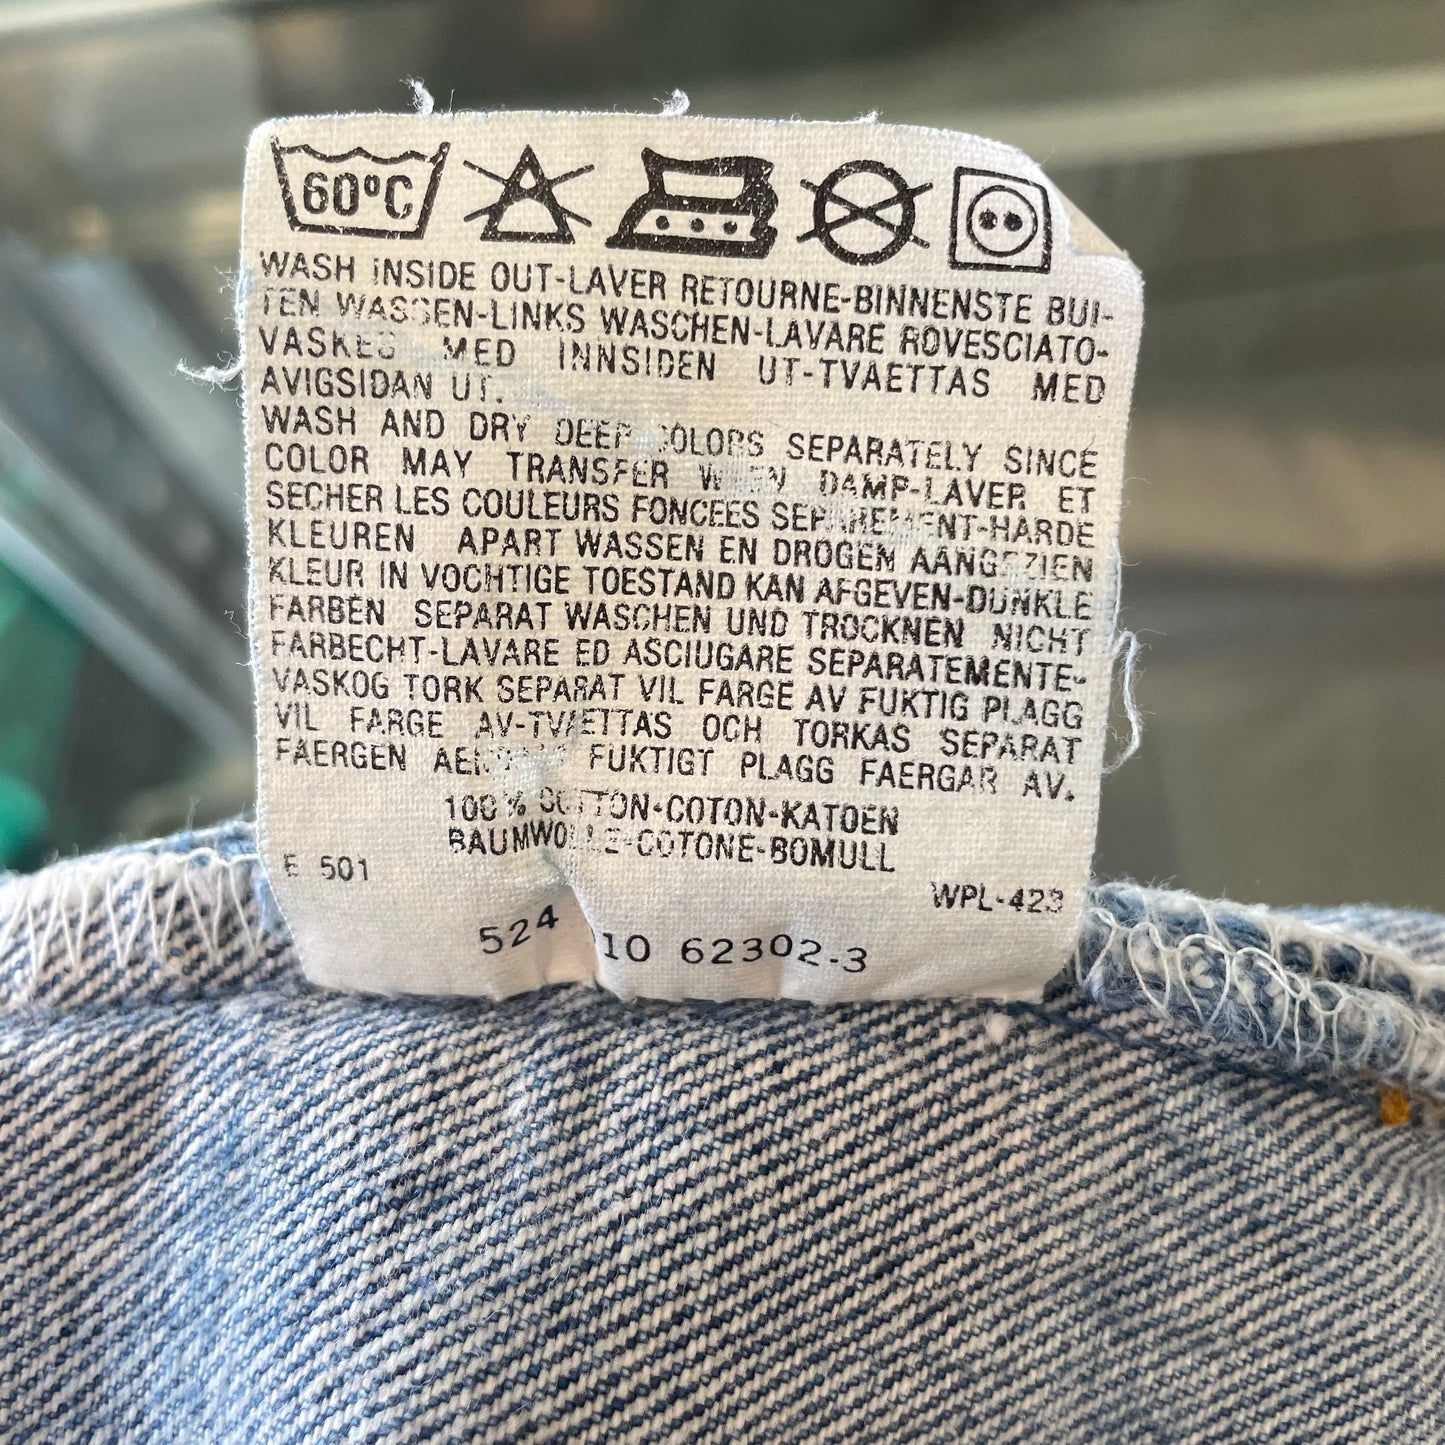 60ºC
WASH INSIDE OUT-LAVER RETOURNE-BINNENSTE BUI-
TEN WASSEN-LINKS WASCHEN-LAVARE ROVESCIATO-
VASKES MED INNSIDEN UT-TVAETTAS MED
AVIGSIDAN UT.
WASH AND DRY DEEP COLORS SEPARATELY SINCE
COLOR MAY TRANSFER WHEN DAMP-LAVER ET
SECHER LES COULEURS FONCEES SEPAREMENT-HARDE
KLEUREN APART WASSEN EN DROGEN AANGEZIEN
KLEUR IN VOCHTIGE TOESTAND KAN AFGEVEN-DUNKLE
FARBEN SEPARAT WASCHEN UND TROCKNEN NICHT
FARBECHT-LAVARE ED ASCIUGARE SEPARATEMENTE-
VASKOG TORK SEPARAT VIL FARGE AV FUKTIG PLAGG
VIL FARGE AV-TVAETTAS OCH TORKAS SEPARAT
FAERGEN FUKTIGT PLAGG FAERGAR AV.
100% COTTON-COTON-KATOEN
BAUMWOLLE-COTONE-BOMULL
E 501
WPL-423
524 10 62302-3